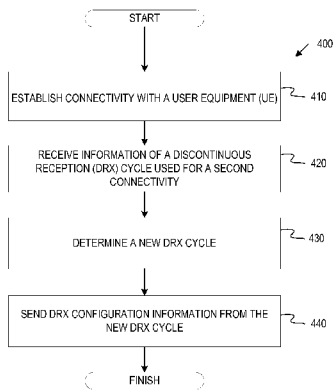 START
400
ESTABLISH CONNECTIVITY WITH A USER EQUIPMENT (UE)
410
RECEIVE INFORMATION OF A DISCONTINUOUS
RECEPTION (DRX) CYCLE USED FOR A SECOND
CONNECTIVITY
420
DETERMINE A NEW DRX CYCLE
430
SEND DRX CONFIGURATION INFORMATION FROM THE
NEW DRX CYCLE
440
FINISH